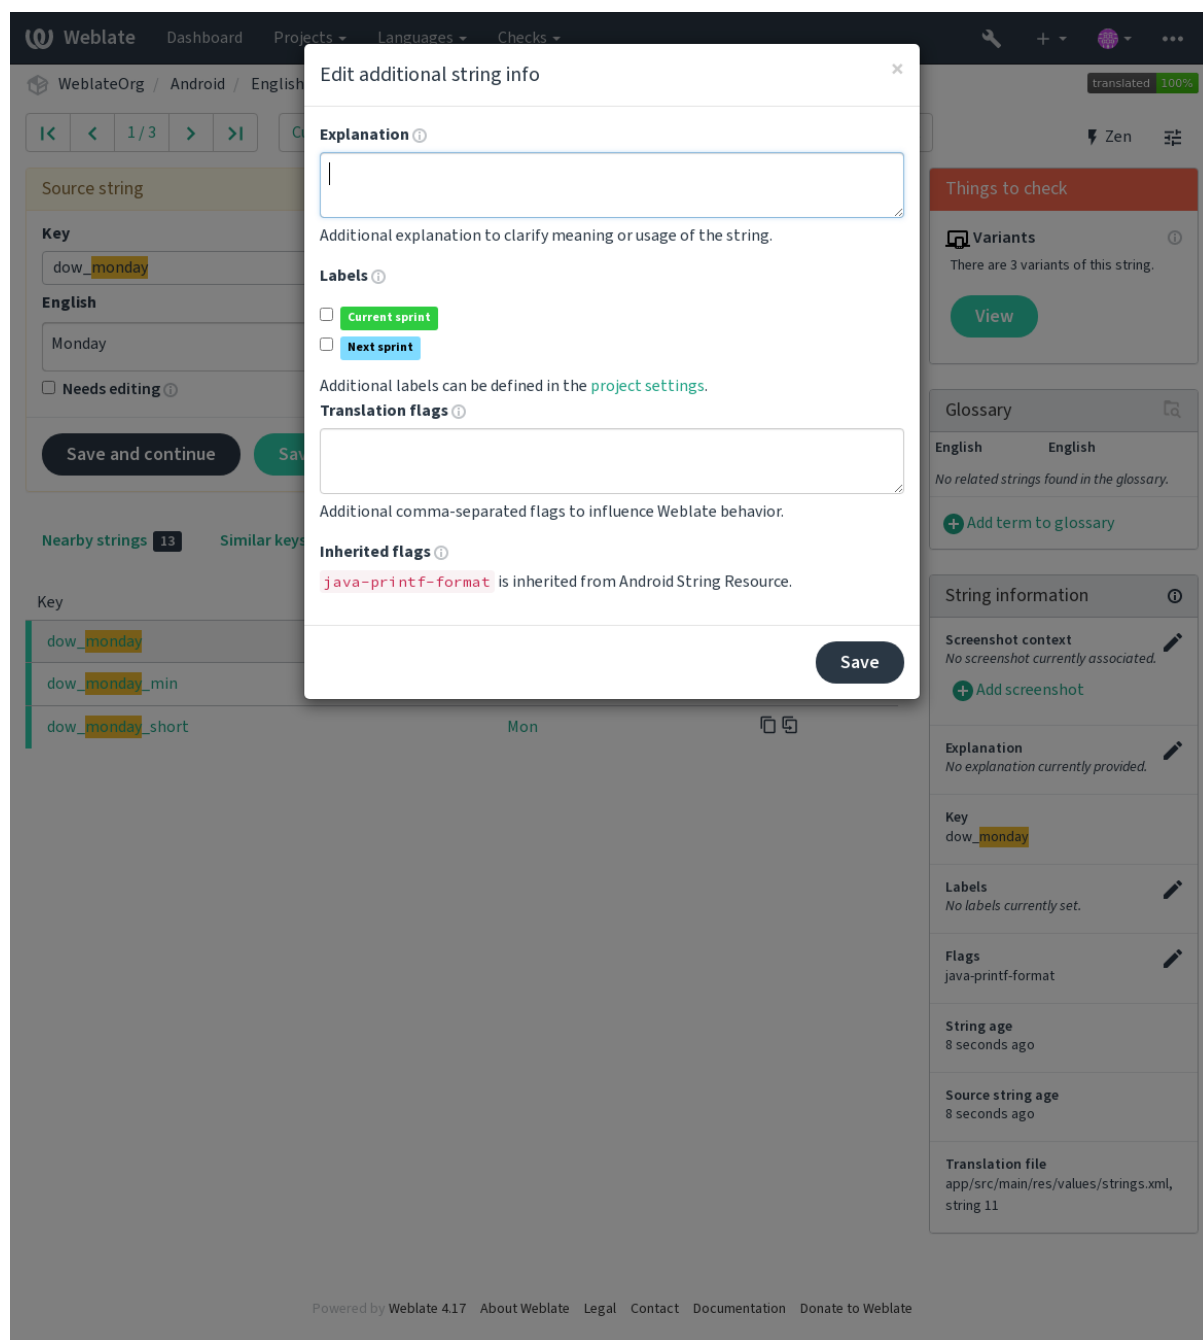 Weblate Dashboard Projects Languages Checks
WeblateOrg / Android / English
translated 100%
1 / 3
Zen
Edit additional string info
×
Explanation
Additional explanation to clarify meaning or usage of the string.
Labels
Current sprint
Next sprint
Additional labels can be defined in the project settings.
Translation flags
Additional comma-separated flags to influence Weblate behavior.
Inherited flags
java-printf-format is inherited from Android String Resource.
Save
Source string
Key
dow_monday
English
Monday
Needs editing
Save and continue
Nearby strings 13 Similar keys
Key
dow_monday
dow_monday_min
dow_monday_short Mon
Things to check
Variants
There are 3 variants of this string.
View
Glossary
English English
No related strings found in the glossary.
Add term to glossary
String information
Screenshot context
No screenshot currently associated.
Add screenshot
Explanation
No explanation currently provided.
Key
dow_monday
Labels
No labels currently set.
Flags
java-printf-format
String age
8 seconds ago
Source string age
8 seconds ago
Translation file
app/src/main/res/values/strings.xml,
string 11
Powered by Weblate 4.17 About Weblate Legal Contact Documentation Donate to Weblate